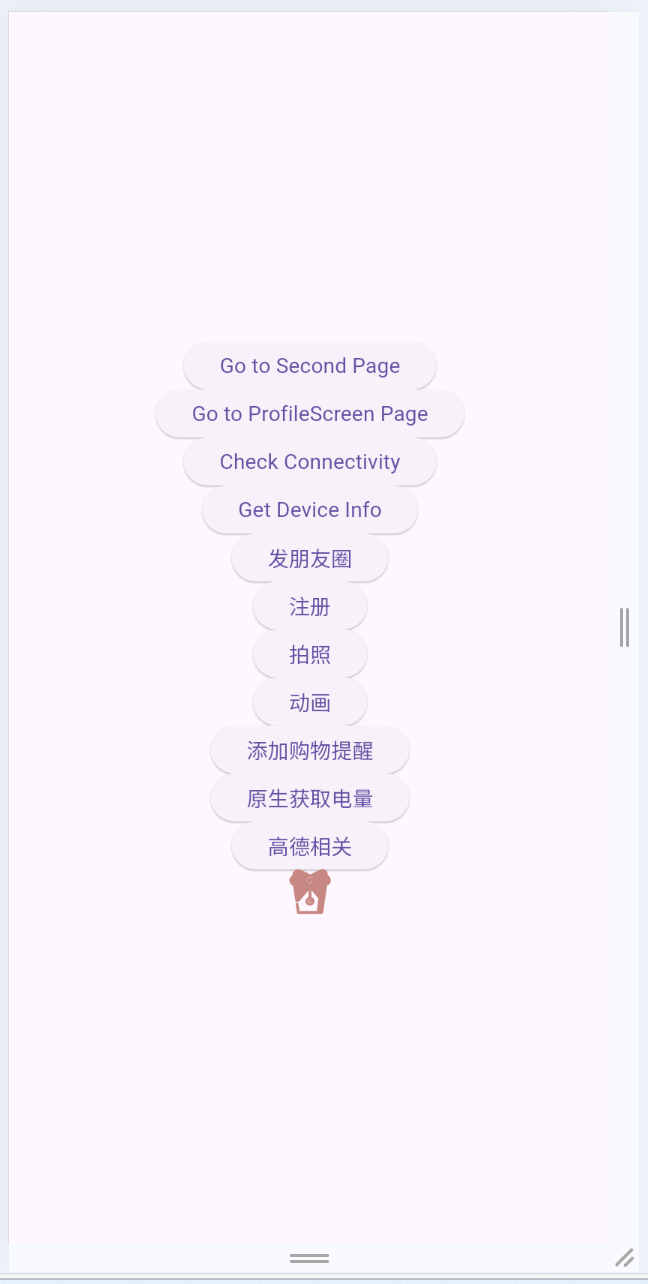 Go to Second Page
Go to ProfileScreen Page
Check Connectivity
Get Device Info
发朋友圈
注册
拍照
动画
添加购物提醒
原生获取电量
高德相关